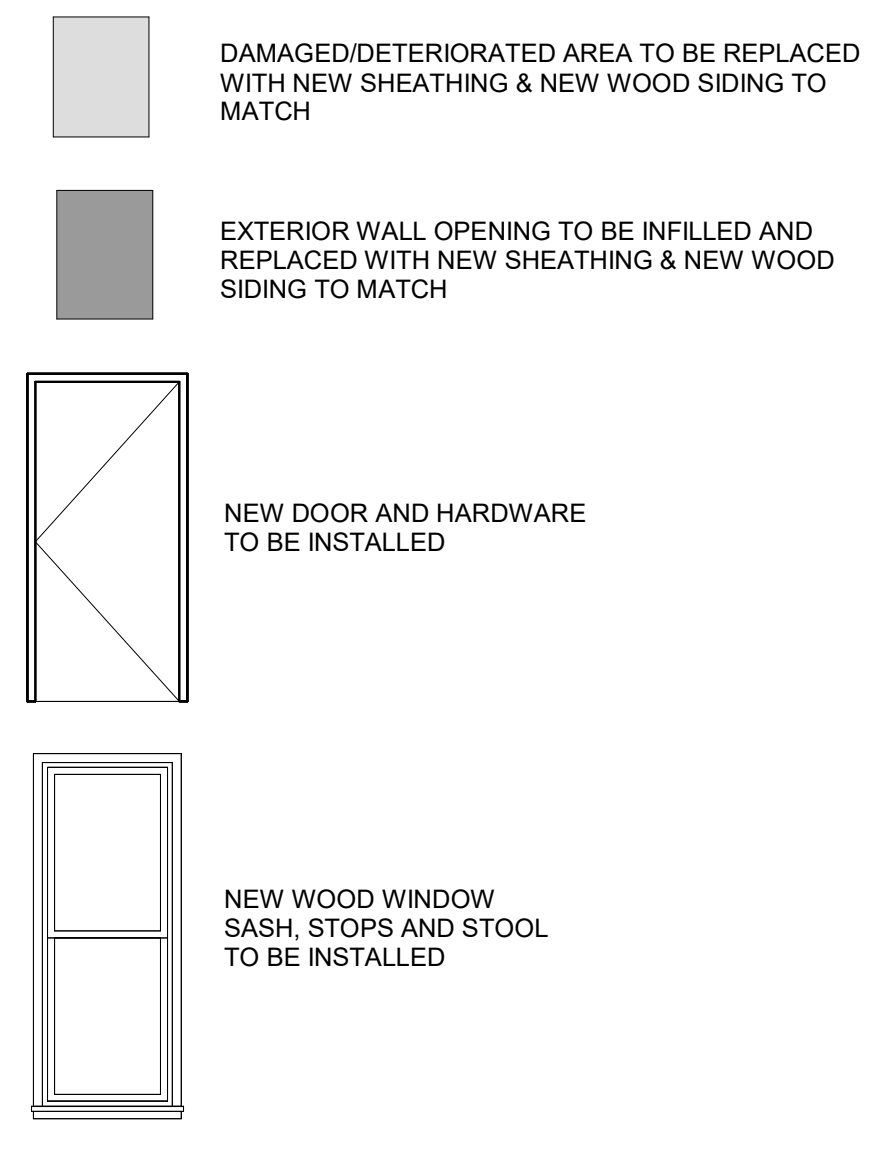 DAMAGED/DETERIORATED AREA TO BE REPLACED
WITH NEW SHEATHING & NEW WOOD SIDING TO
MATCH
EXTERIOR WALL OPENING TO BE INFILLED AND
REPLACED WITH NEW SHEATHING & NEW WOOD
SIDING TO MATCH
NEW DOOR AND HARDWARE
TO BE INSTALLED
NEW WOOD WINDOW
SASH, STOPS AND STOOL
TO BE INSTALLED